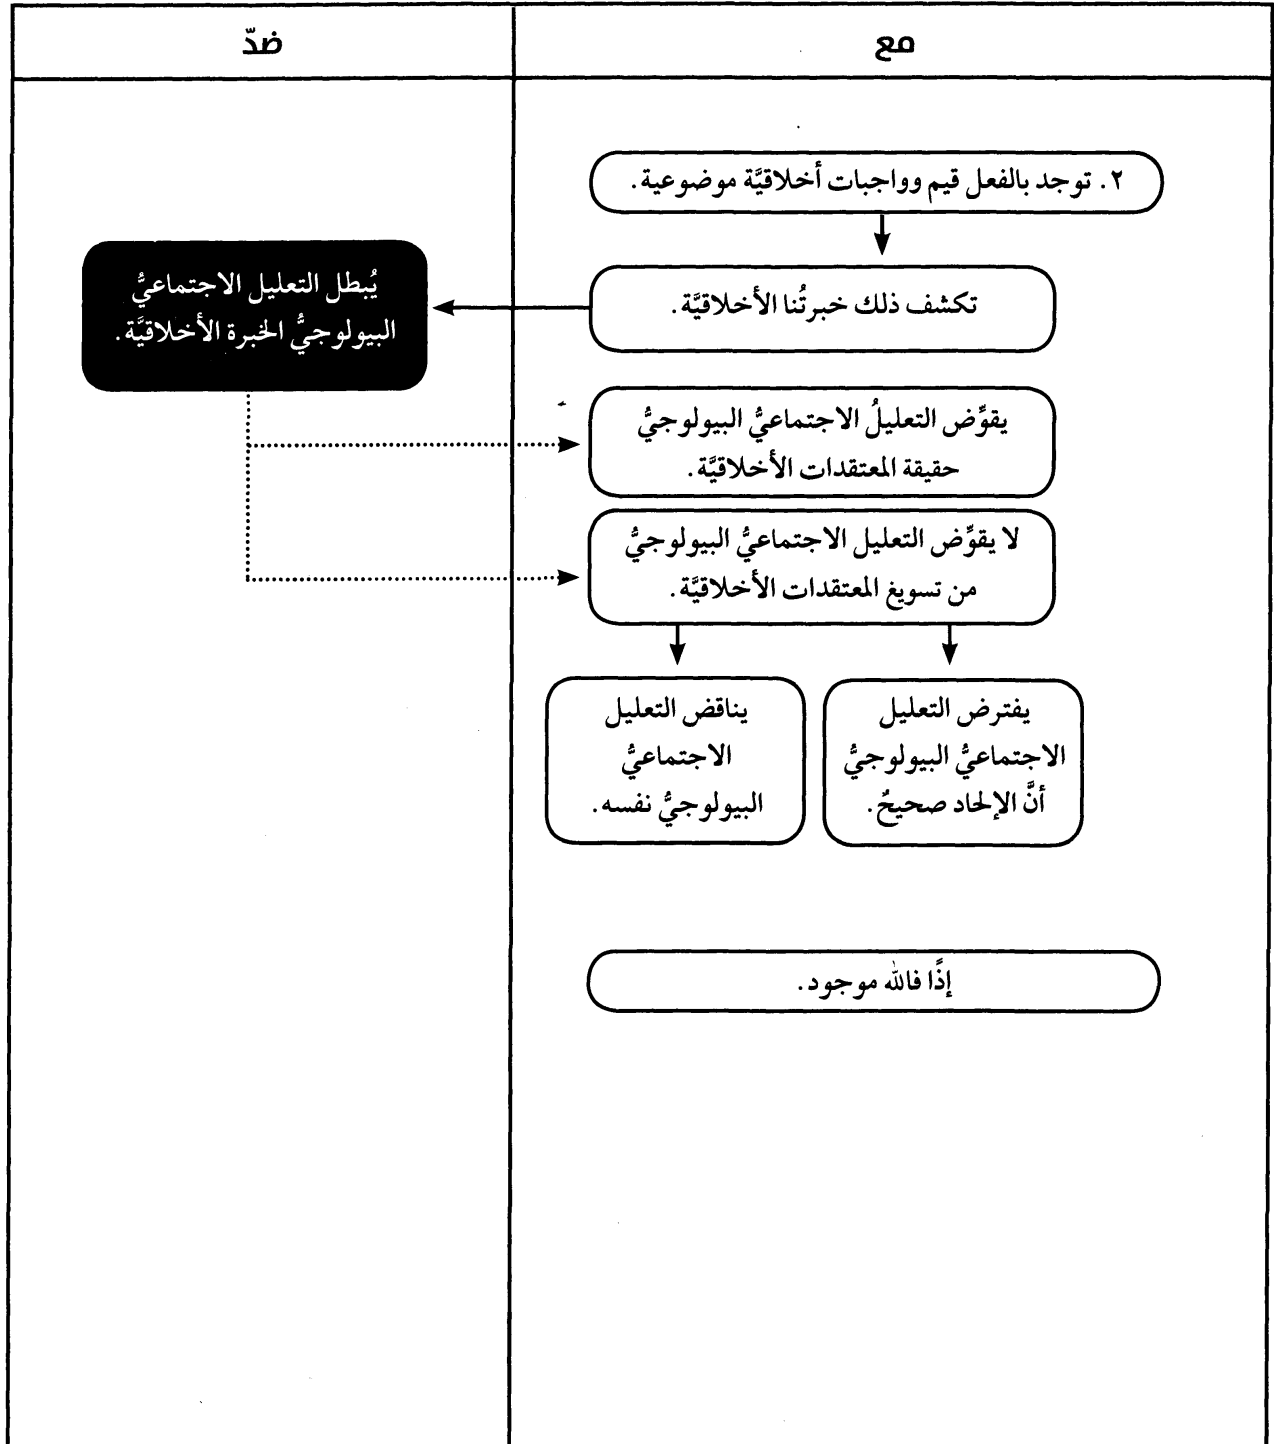 مع
ضدّ
٢. توجد بالفعل قيم وواجبات أخلاقيَّة موضوعية.
تكشف ذلك خبرتُنا الأخلاقيَّة.
يُبطل التعليل الاجتماعيُّ
البيولوجيُّ الخبرة الأخلاقيَّة.
يقوِّض التعليلُ الاجتماعيُّ البيولوجيُّ
حقيقة المعتقدات الأخلاقيَّة.
لا يقوِّض التعليل الاجتماعيُّ البيولوجيُّ
من تسويغ المعتقدات الأخلاقيَّة.
يفترض التعليل
الاجتماعيُّ البيولوجيُّ
أنَّ الإلحاد صحيحٌ.
يناقض التعليل
الاجتماعيُّ
البيولوجيُّ نفسه.
إذًا فالله موجود.